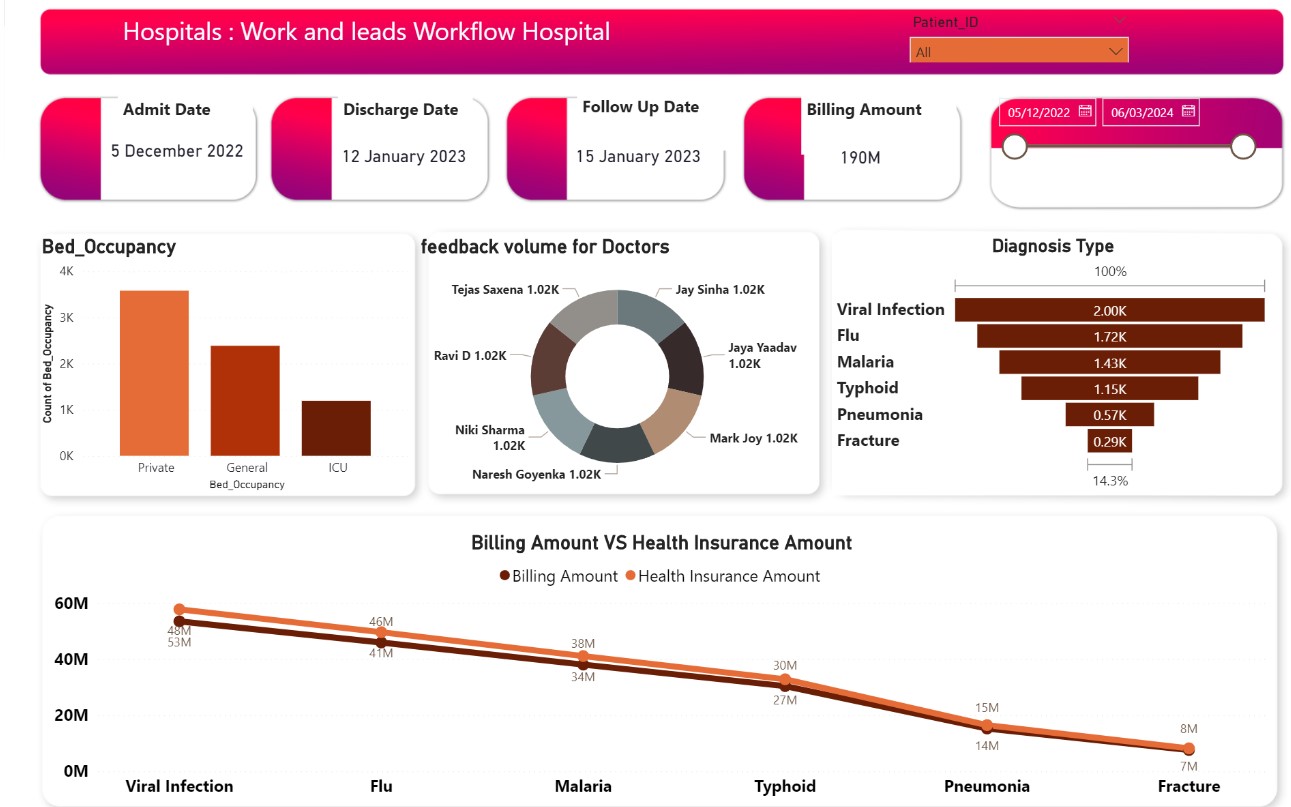 Hospitals : Work and leads Workflow Hospital
Patient_ID
All
Admit Date
5 December 2022
Discharge Date
12 January 2023
Follow Up Date
15 January 2023
Billing Amount
190M
05/12/2022
06/03/2024
Bed_Occupancy
4K
3K
2K
1K
0K
Count of Bed_Occupancy
Private
General
ICU
Bed_Occupancy
feedback volume for Doctors
Tejas Saxena 1.02K
Jay Sinha 1.02K
Ravi D 1.02K
Jaya Yaadav
1.02K
Niki Sharma
1.02K
Mark Joy 1.02K
Naresh Goyenka 1.02K
Diagnosis Type
100%
Viral Infection 2.00K
Flu 1.72K
Malaria 1.43K
Typhoid 1.15K
Pneumonia 0.57K
Fracture 0.29K
14.3%
Billing Amount VS Health Insurance Amount
Billing Amount Health Insurance Amount
60M
40M
20M
0M
48M
53M
46M
41M
38M
34M
30M
27M
15M
14M
8M
7M
Viral Infection
Flu
Malaria
Typhoid
Pneumonia
Fracture